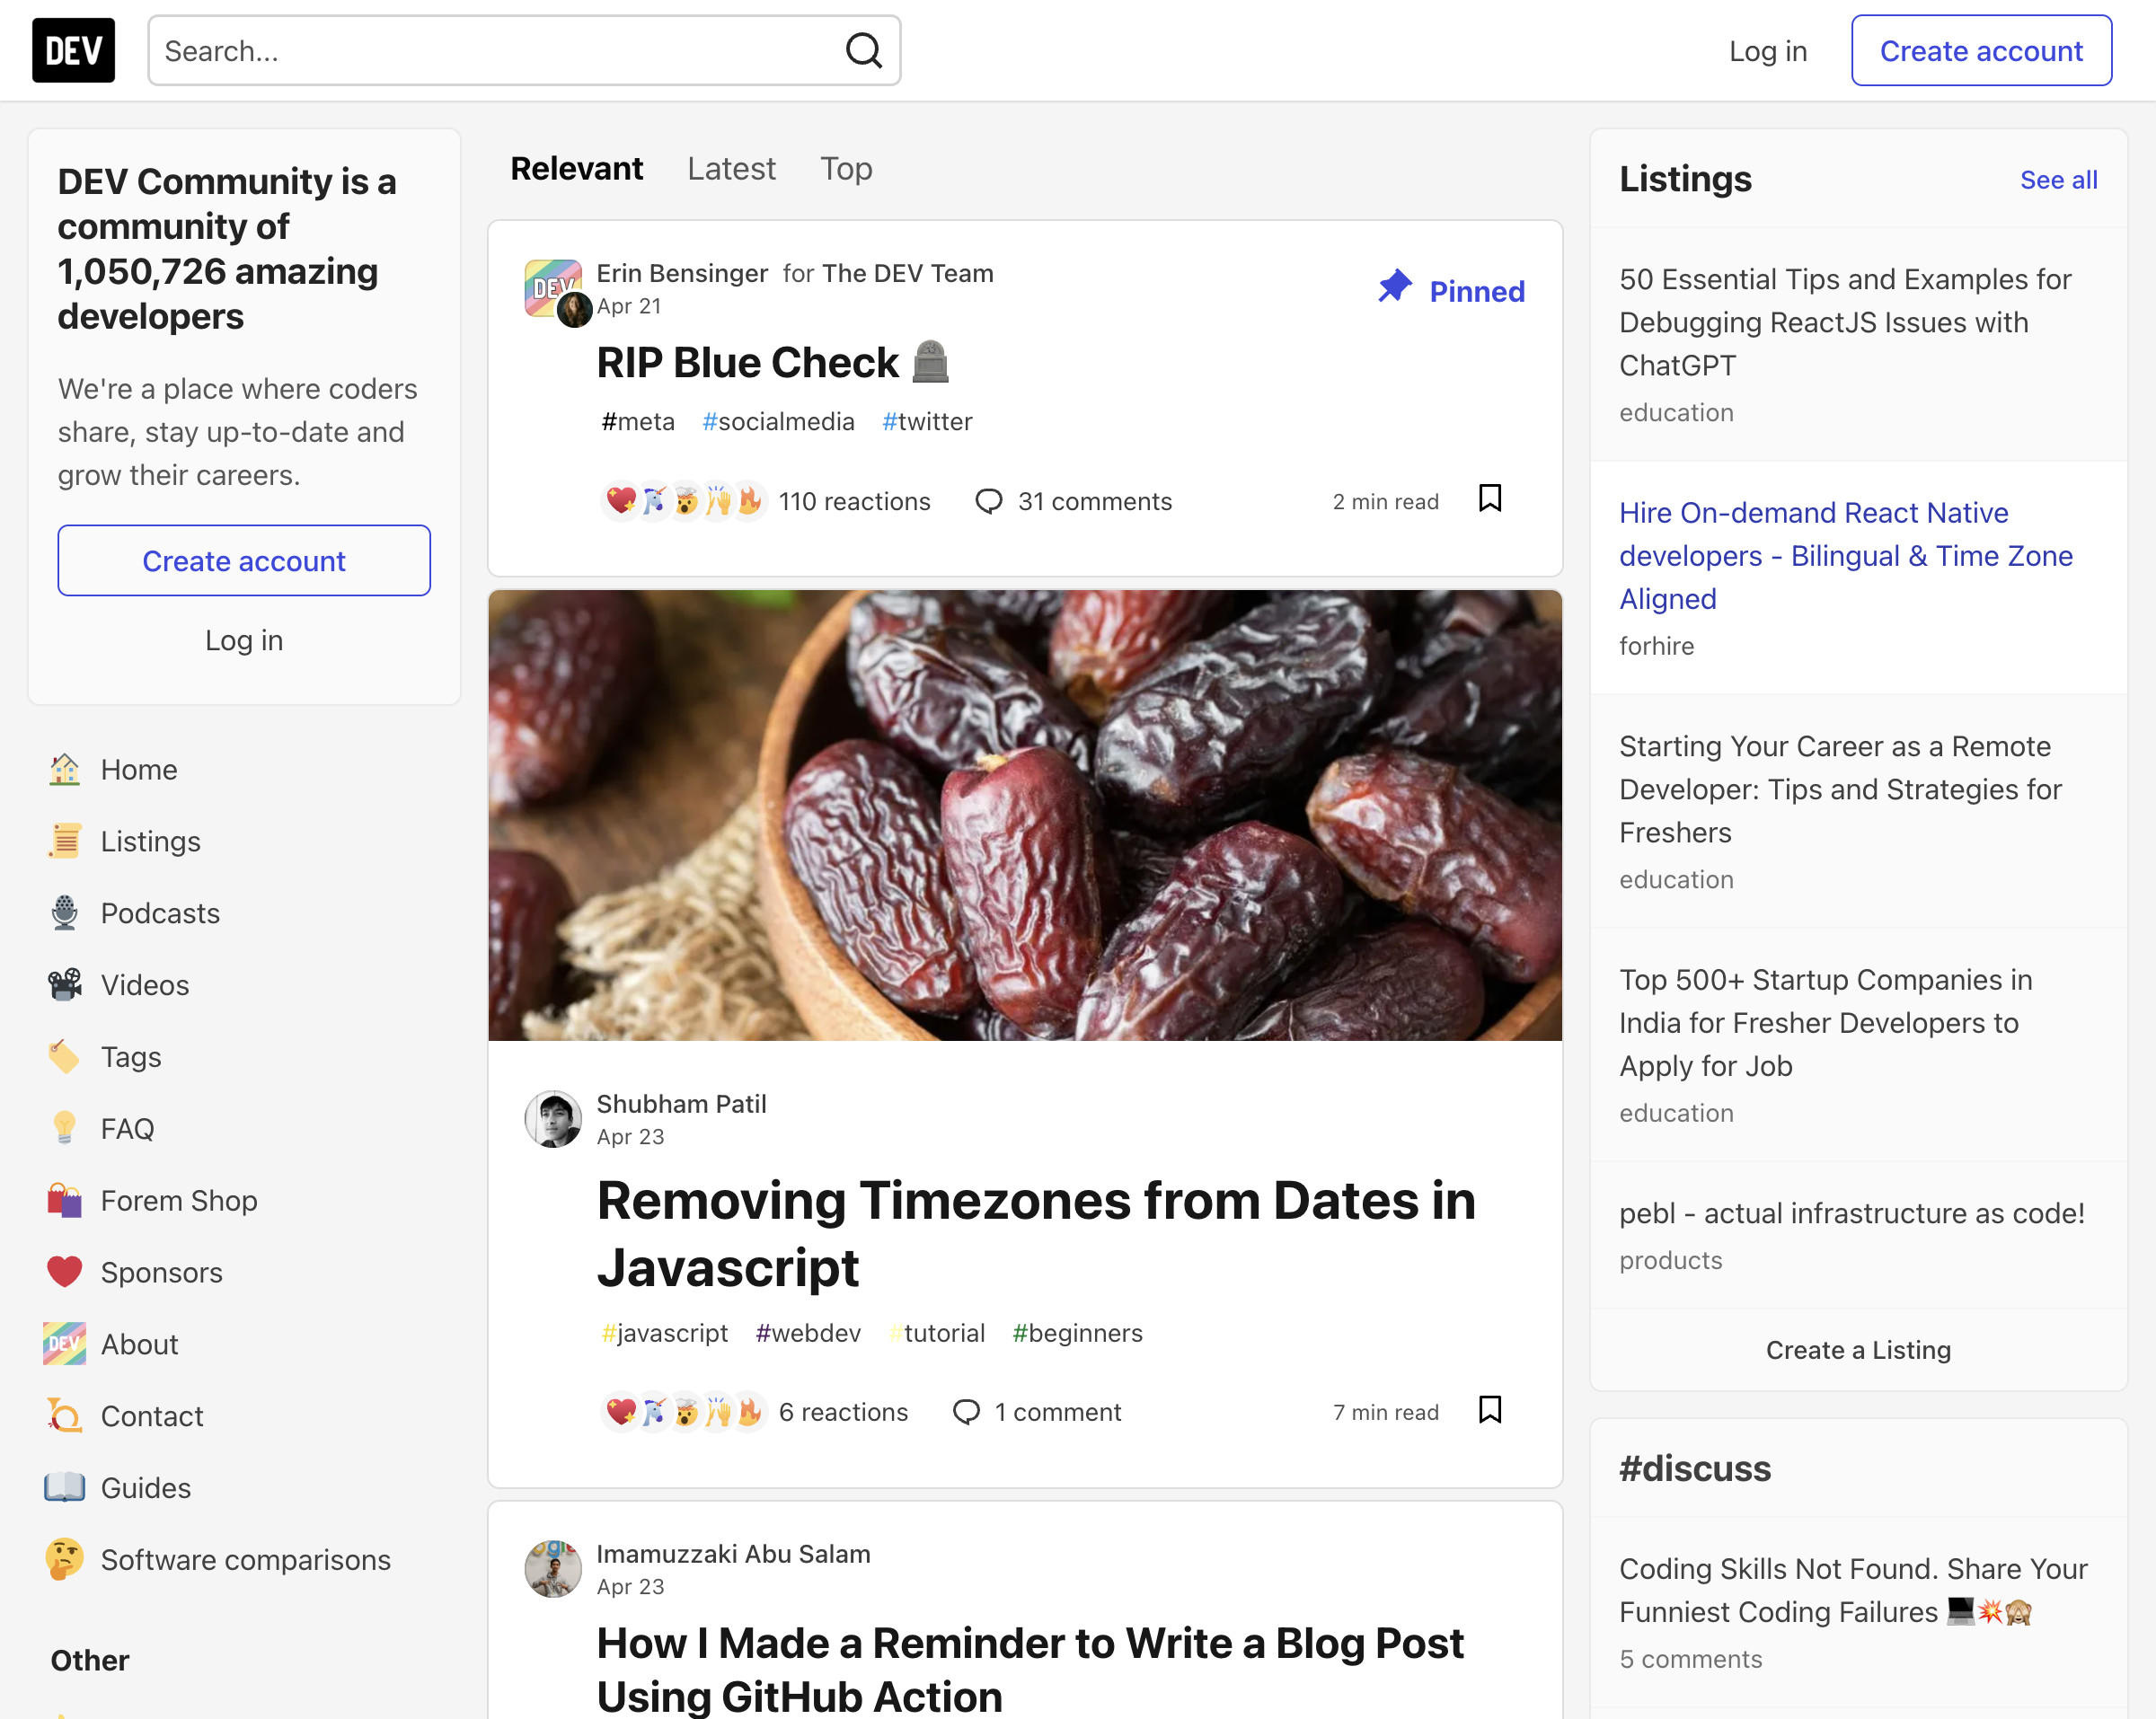 DEV
Search...
Log in
Create account
DEV Community is a
community of
1,050,726 amazing
developers
We're a place where coders
share, stay up-to-date and
grow their careers.
Create account
Log in
Home
Listings
Podcasts
Videos
Tags
FAQ
Forem Shop
Sponsors
DEV
About
Contact
Guides
Software comparisons
Other
Relevant
Latest
Top
DEV
Erin Bensinger for The DEV Team
Apr 21
Pinned
RIP Blue Check
#meta #socialmedia #twitter
110 reactions
31 comments
2 min read
Shubham Patil
Apr 23
Removing Timezones from Dates in
Javascript
#javascript #webdev #tutorial #beginners
6 reactions
1 comment
7 min read
Imamuzzaki Abu Salam
Apr 23
How I Made a Reminder to Write a Blog Post
Using GitHub Action
Listings
See all
50 Essential Tips and Examples for
Debugging ReactJS Issues with
ChatGPT
education
Hire On-demand React Native
developers - Bilingual & Time Zone
Aligned
forhire
Starting Your Career as a Remote
Developer: Tips and Strategies for
Freshers
education
Top 500+ Startup Companies in
India for Fresher Developers to
Apply for Job
education
pebl - actual infrastructure as code!
products
Create a Listing
#discuss
Coding Skills Not Found. Share Your
Funniest Coding Failures 💻💥🙈
5 comments